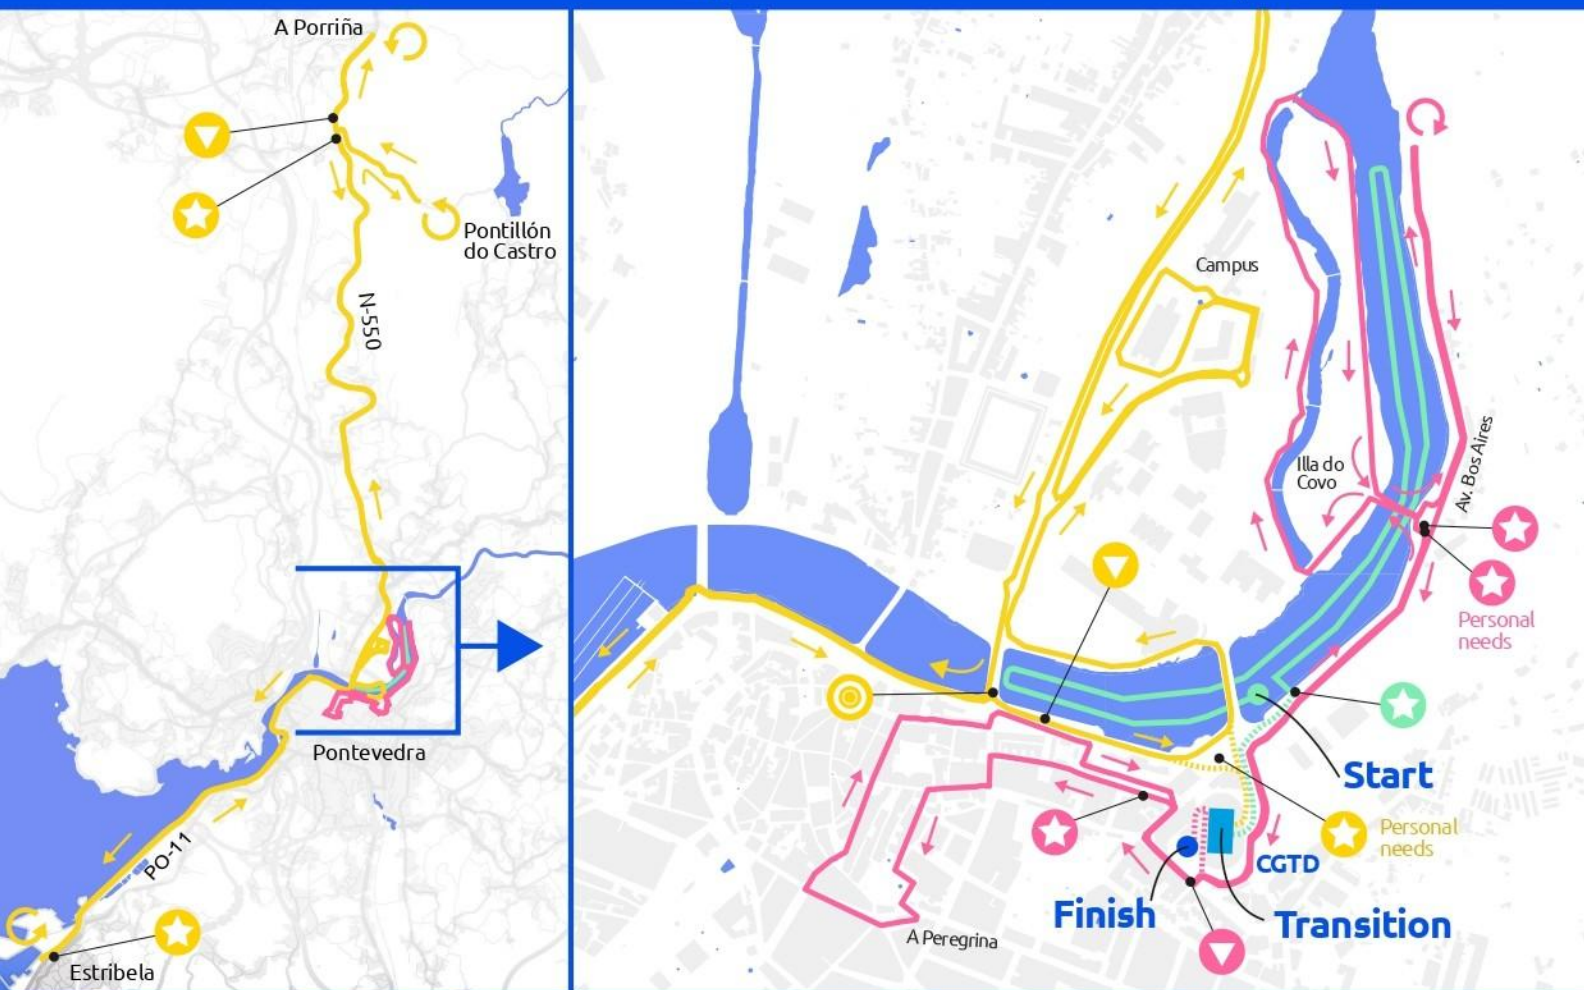 A Porriña
Pontillón
do Castro
N-550
Pontevedra
PO-11
Estribela
Campus
Illa do
Covo
Av. Bos Aires
Personal
needs
Start
Personal
needs
CGTD
Finish
Transition
A Peregrina